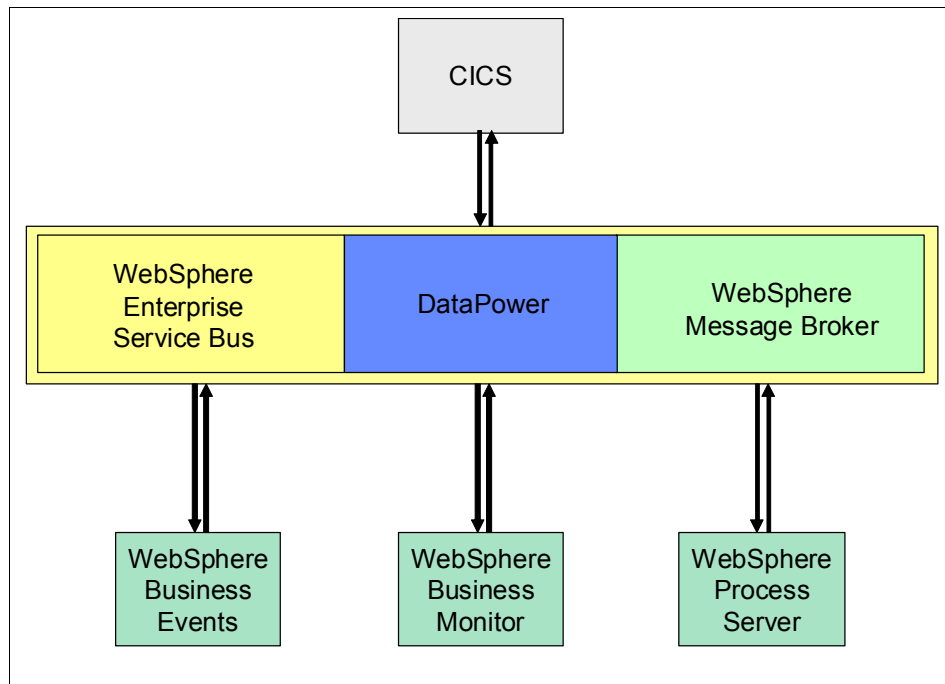 CICS
WebSphere
Enterprise
Service Bus
DataPower
WebSphere
Message Broker
WebSphere
Business
Events
WebSphere
Business
Monitor
WebSphere
Process
Server